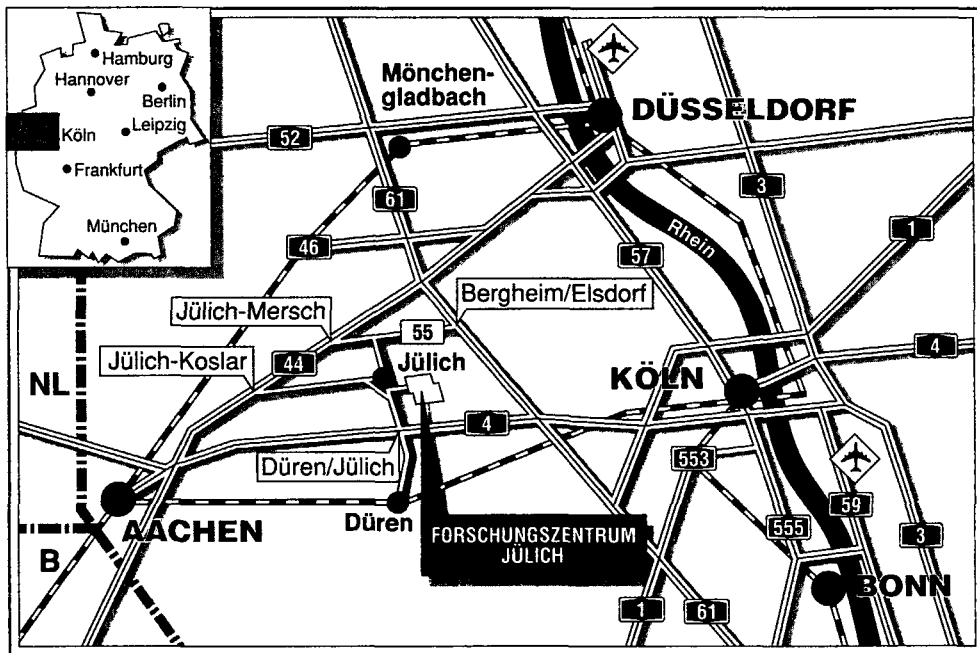 Hamburg
Hannover
Berlin
Leipzig
Köln
Frankfurt
München
Mönchen-
gladbach
DÜSSELDORF
52
61
3
1
46
Rhein
57
Bergheim/Elsdorf
Jülich-Mersch
55
4
Jülich-Koslar
44
Jülich
NL
KÖLN
4
553
Düren/Jülich
59
AACHEN
Düren
555
3
FORSCHUNGSZENTRUM
JÜLICH
B
BONN
1
61